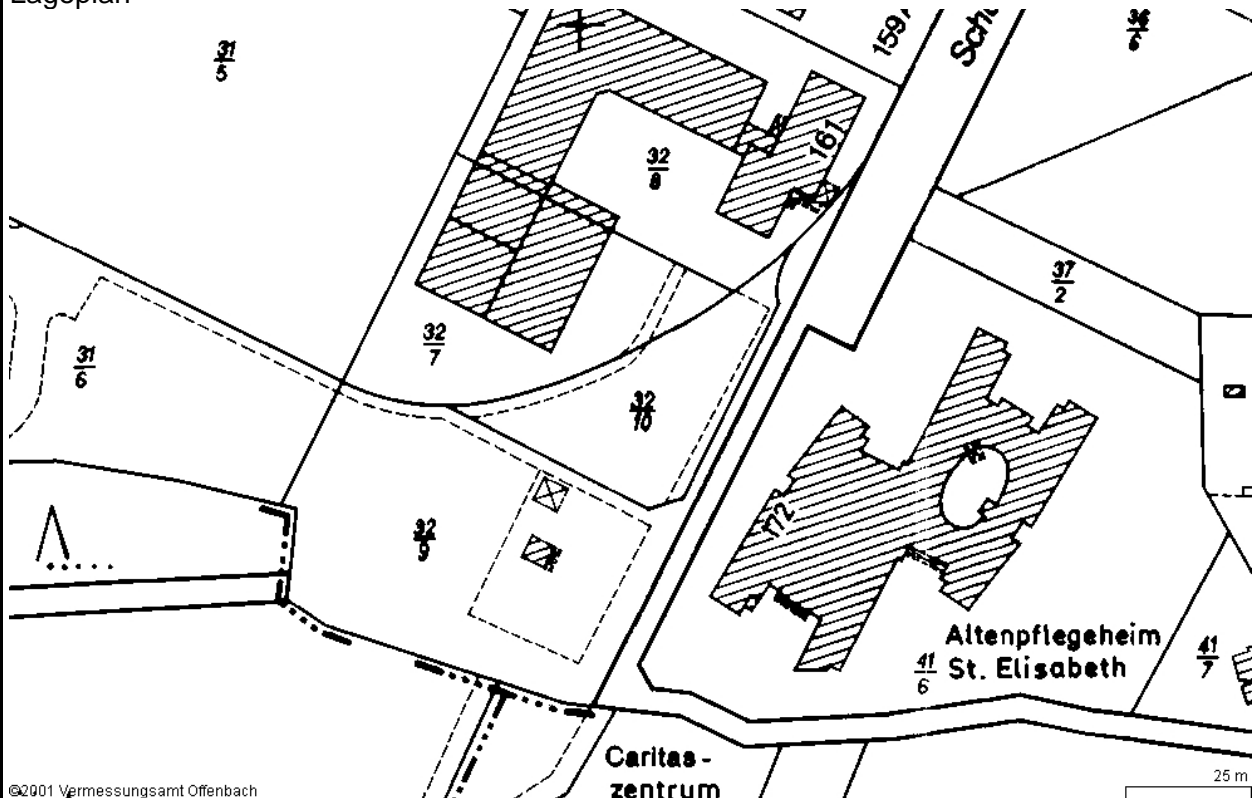 Lageplan
31
5
36
6
159
Sch
161
32
8
37
2
32
7
31
6
32
10
32
9
172
Altenpflegeheim
St. Elisabeth
41
6
41
7
Caritas-
zentrum
25 m
©2001 Vermessungsamt Offenbach